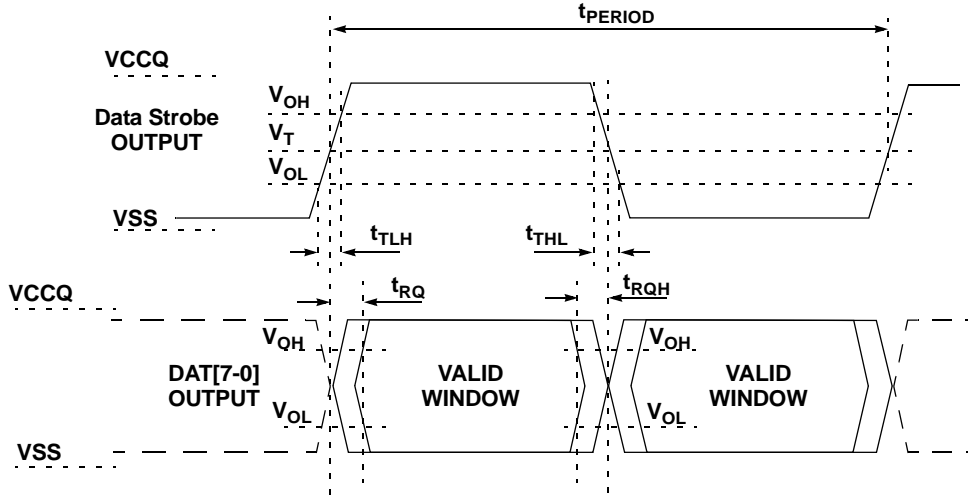 tPERIOD
VCCQ
VOH
Data Strobe
OUTPUT
VT
VOL
VSS
tTLH
tTHL
tRQ
tRQH
VCCQ
VOH
VOH
DAT[7-0]
OUTPUT
VALID
WINDOW
VALID
WINDOW
VOL
VOL
VSS